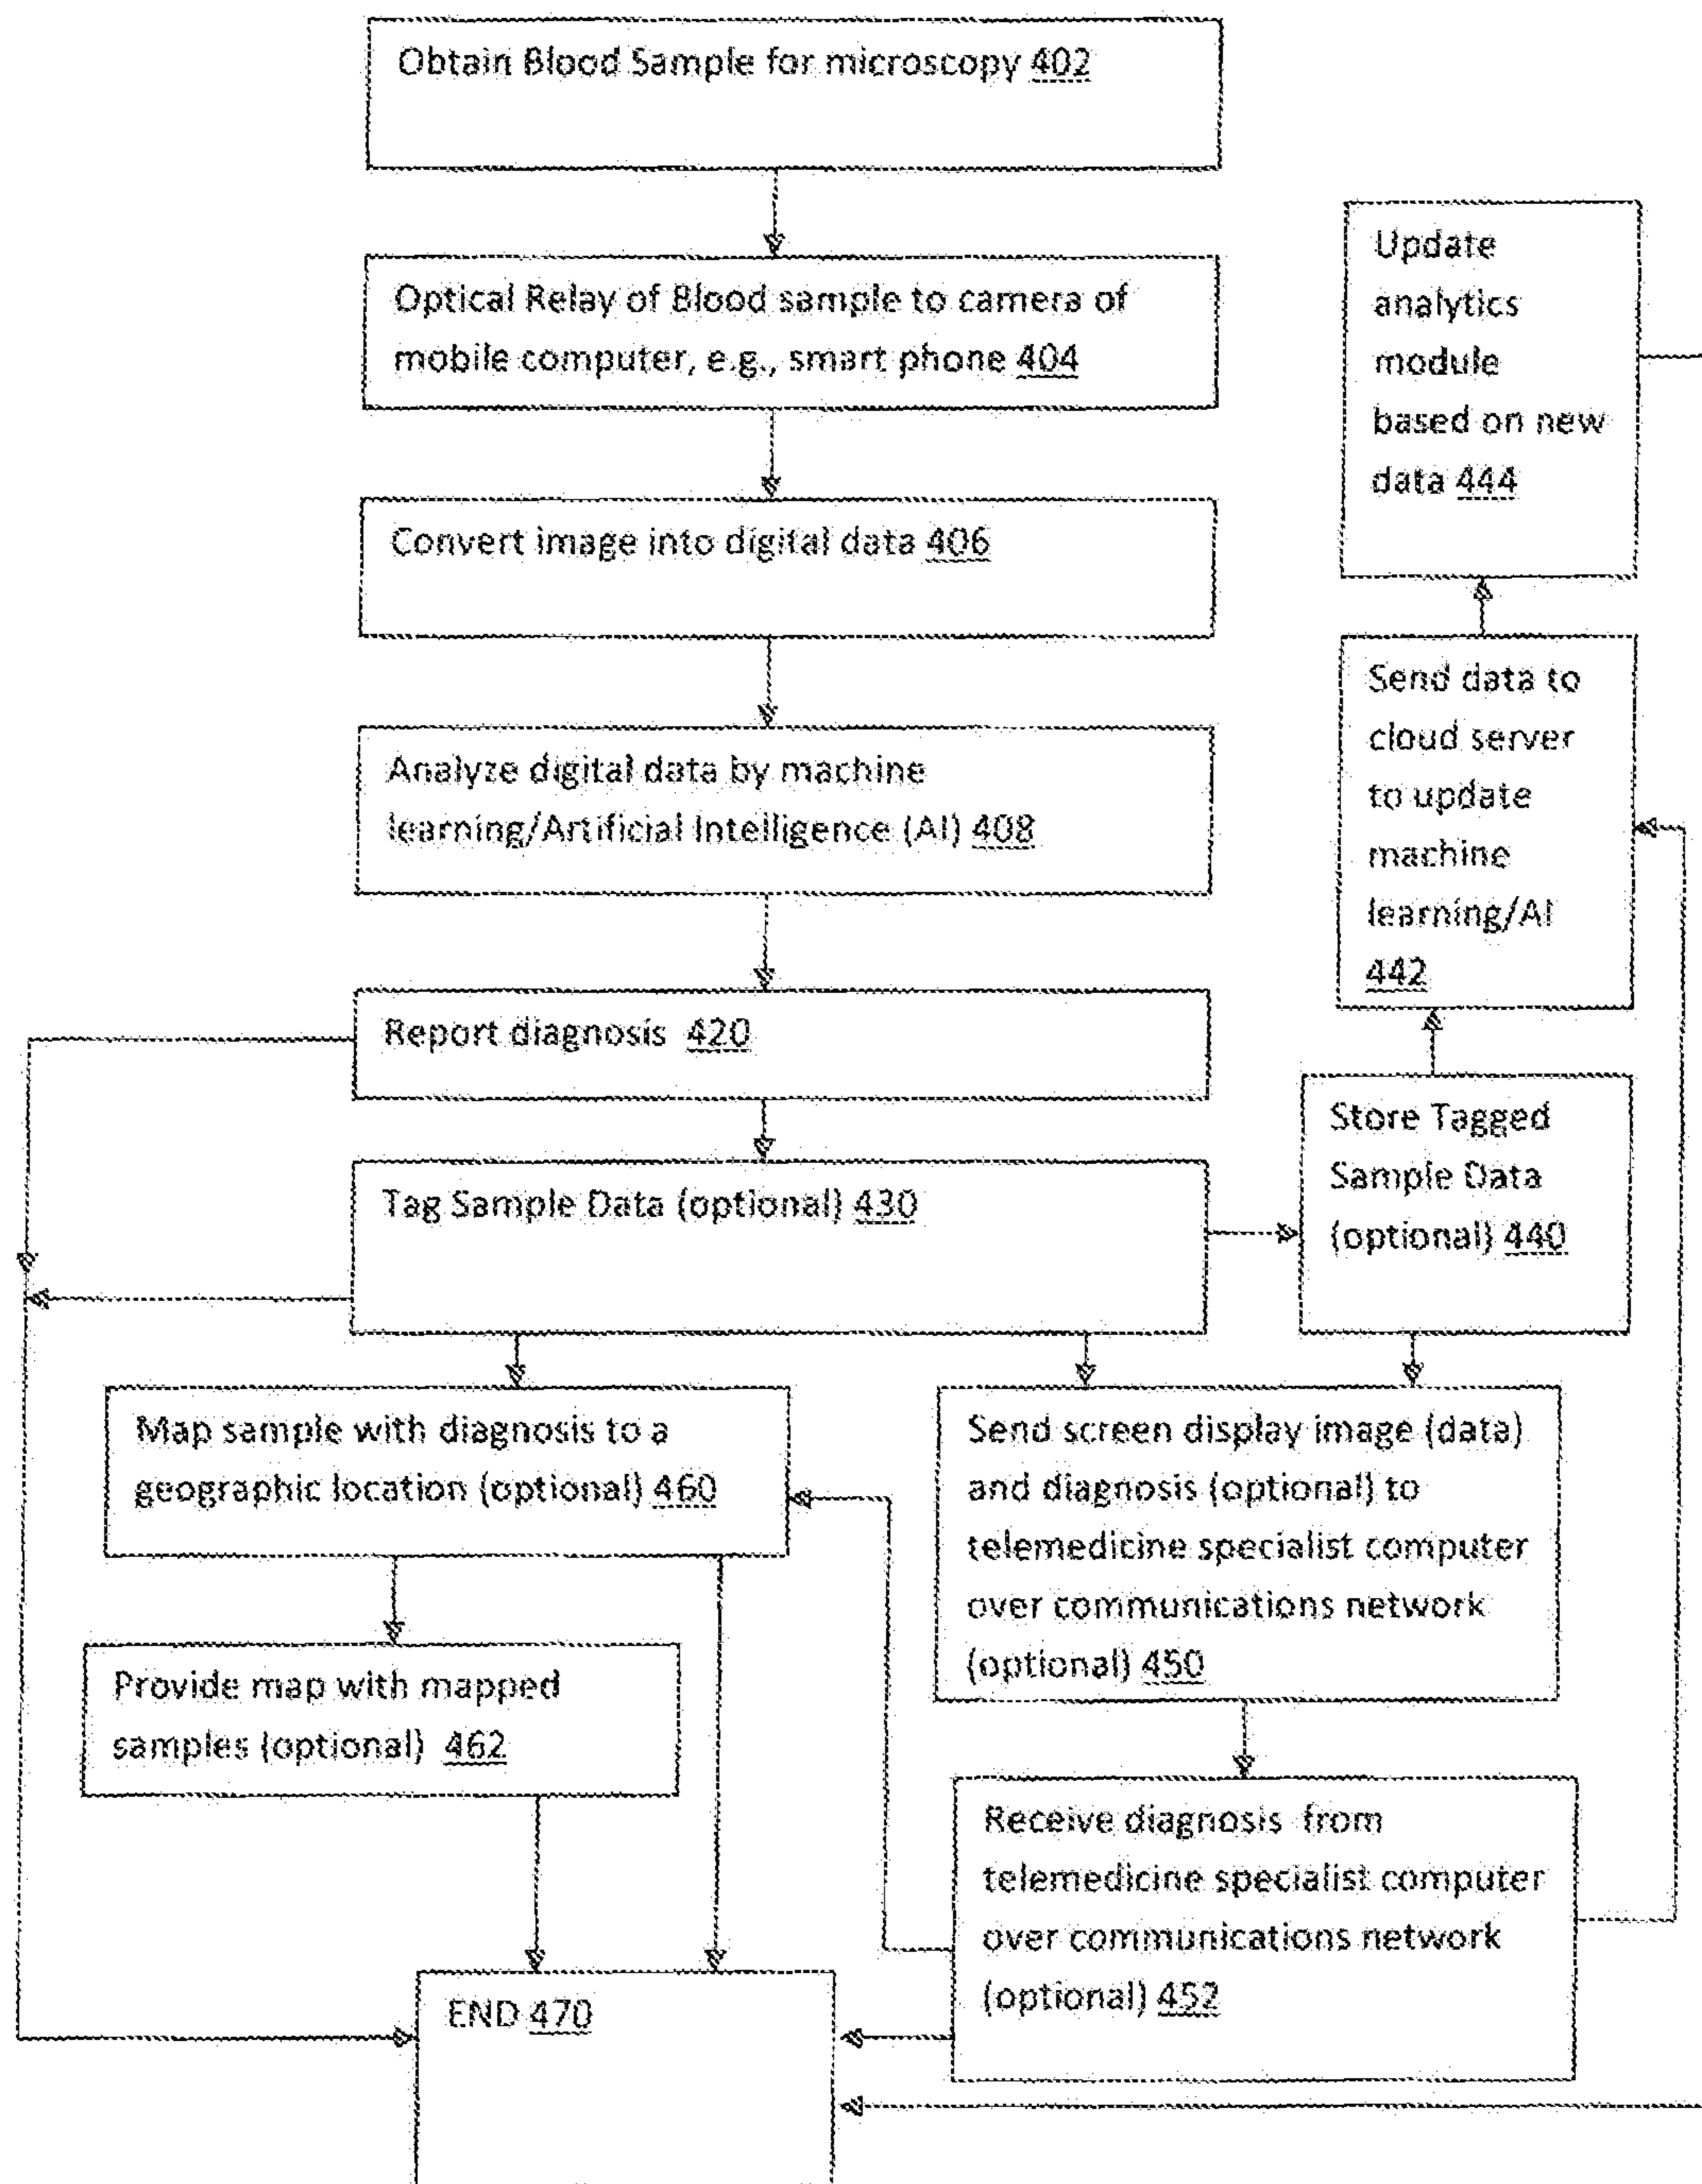 Obtain Blood Sample for microscopy 402
Optical Relay of Blood sample to camera of
mobile computer, e.g., smart phone 404
Convert image into digital data 406
Analyze digital data by machine
learning/Artificial Intelligence (AI) 408
Report diagnosis 420
Tag Sample Data (optional) 430
Store Tagged
Sample Data
(optional) 440
Send data to
cloud server
to update
machine
learning/AI
442
Update
analytics
module
based on new
data 444
Map sample with diagnosis to a
geographic location (optional) 460
Provide map with mapped
samples (optional) 462
Send screen display image (data)
and diagnosis (optional) to
telemedicine specialist computer
over communications network
(optional) 450
Receive diagnosis from
telemedicine specialist computer
over communications network
(optional) 452
END 470